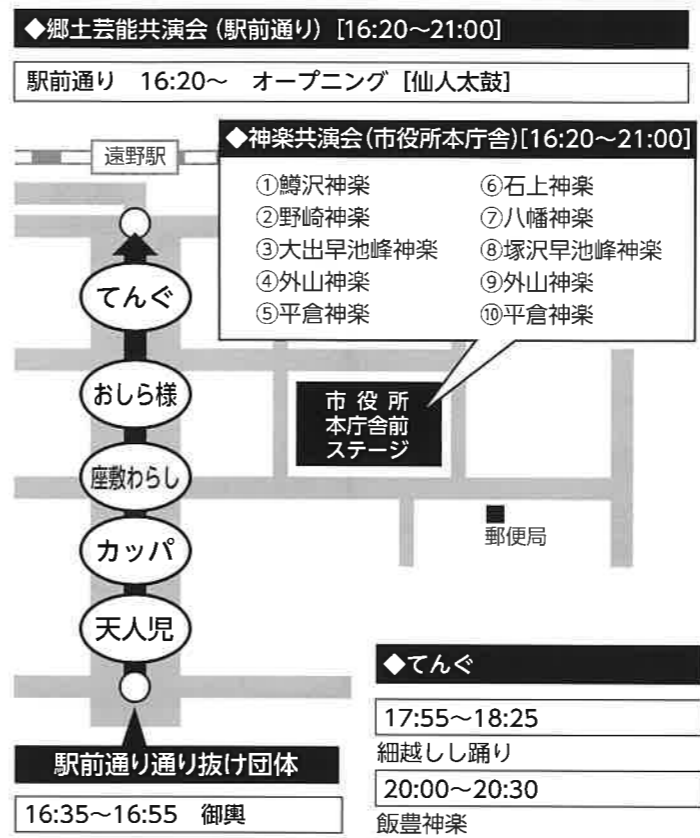 ◆郷土芸能共演会（駅前通り）[16:20～21:00]
駅前通り　16:20～　オープニング［仙人太鼓］
遠野駅
◆神楽共演会(市役所本庁舎)[16:20～21:00]
①鱒沢神楽
②野崎神楽
③大出早池峰神楽
④外山神楽
⑤平倉神楽
⑥石上神楽
⑦八幡神楽
⑧塚沢早池峰神楽
⑨外山神楽
⑩平倉神楽
てんぐ
おしら様
座敷わらし
カッパ
天人児
市役所
本庁舎前
ステージ
郵便局
駅前通り通り抜け団体
16:35～16:55　御輿
◆てんぐ
17:55～18:25
細越しし踊り
20:00～20:30
飯豊神楽